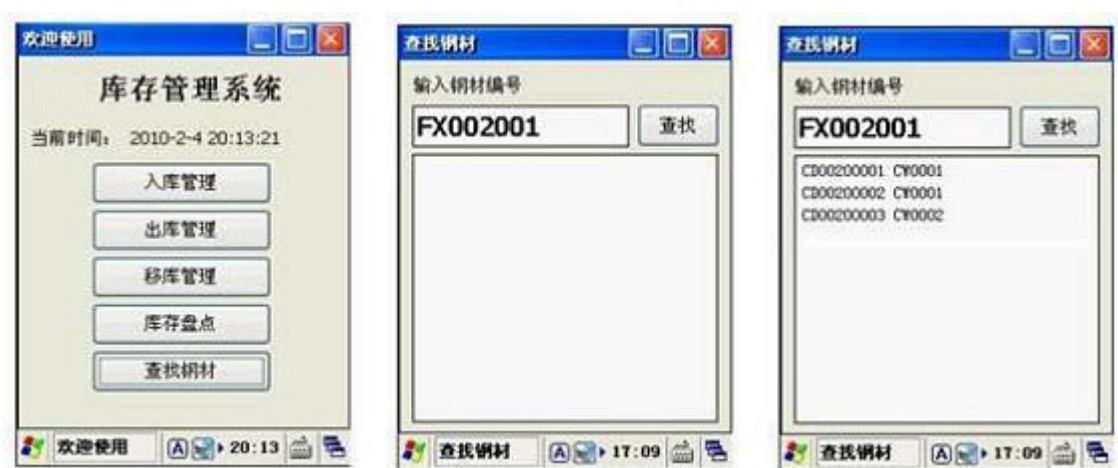 欢迎使用
库存管理系统
当前时间: 2010-2-4 20:13:21
入库管理
出库管理
移库管理
库存盘点
查找钢材
欢迎使用 A 20:13
查找钢材
输入钢材编号
FX002001 查找
查找钢材 A 17:09
查找钢材
输入钢材编号
FX002001 查找
CD00200001 CW0001
CD00200002 CW0001
CD00200003 CW0002
查找钢材 A 17:09